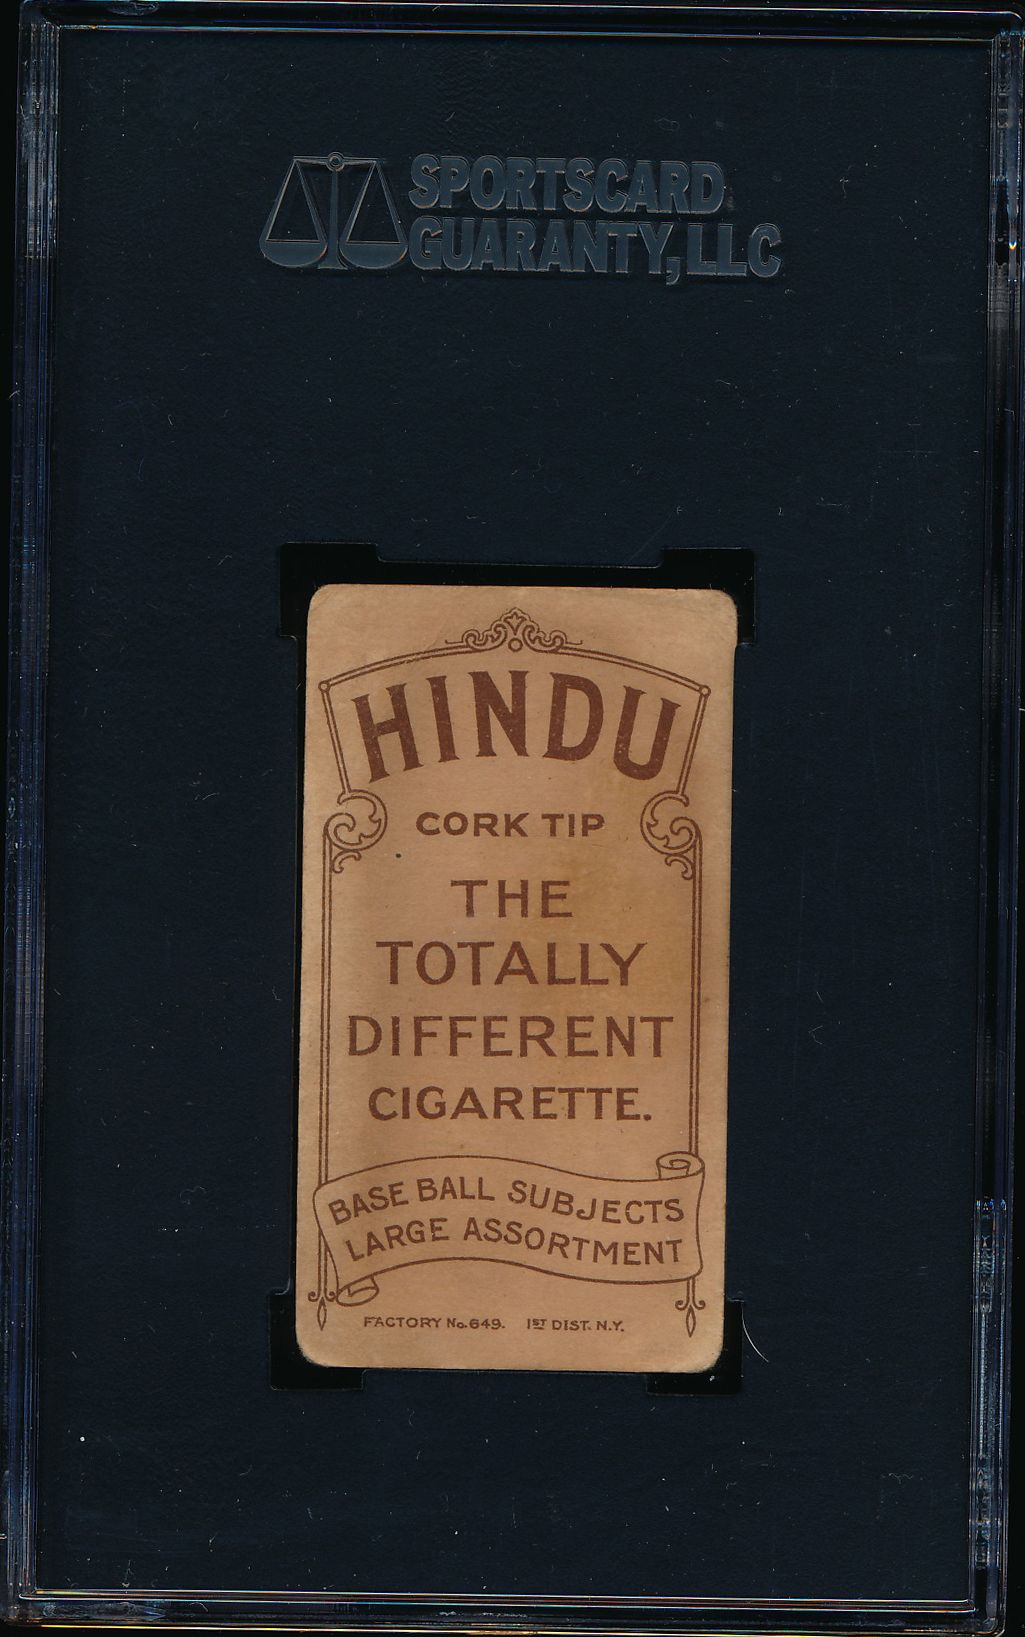 SPORTSCARD
GUARANTY, LLC
HINDU
CORK TIP
THE
TOTALLY
DIFFERENT
CIGARETTE.
BASE BALL SUBJECTS
LARGE ASSORTMENT
FACTORY No. 649. 1ST DIST. N.Y.